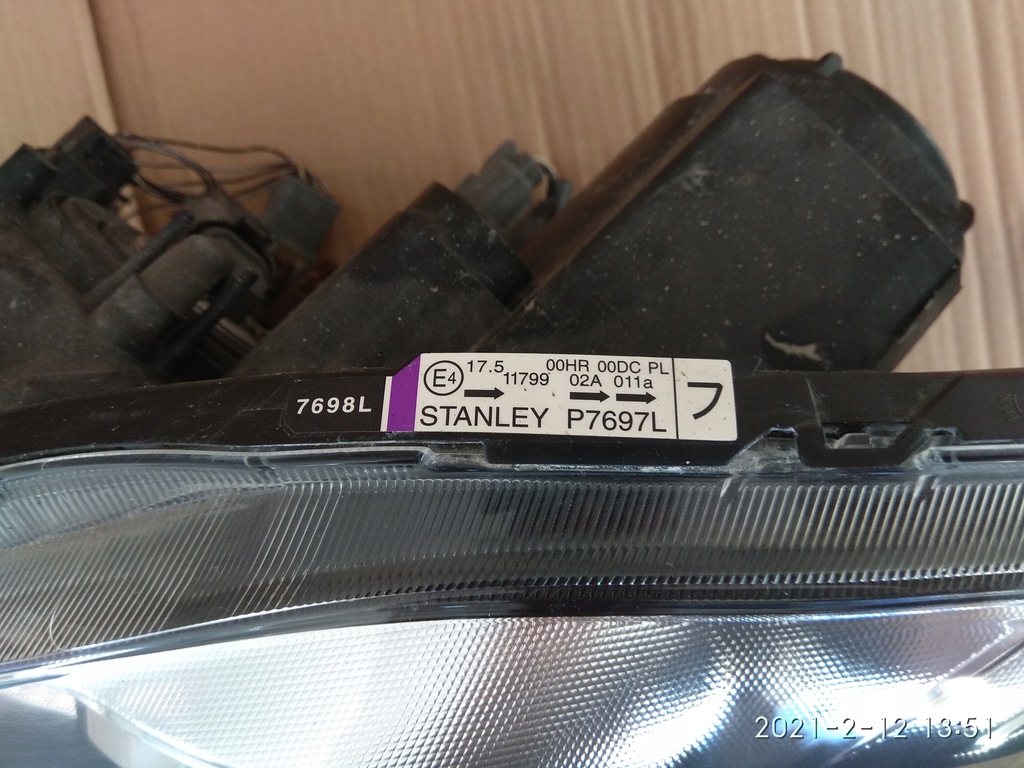 7698L
E4 17.5 00HR 00DC PL
→ 11799 02A → 011a →
STANLEY P7697L
フ
2021-2-12 13:51